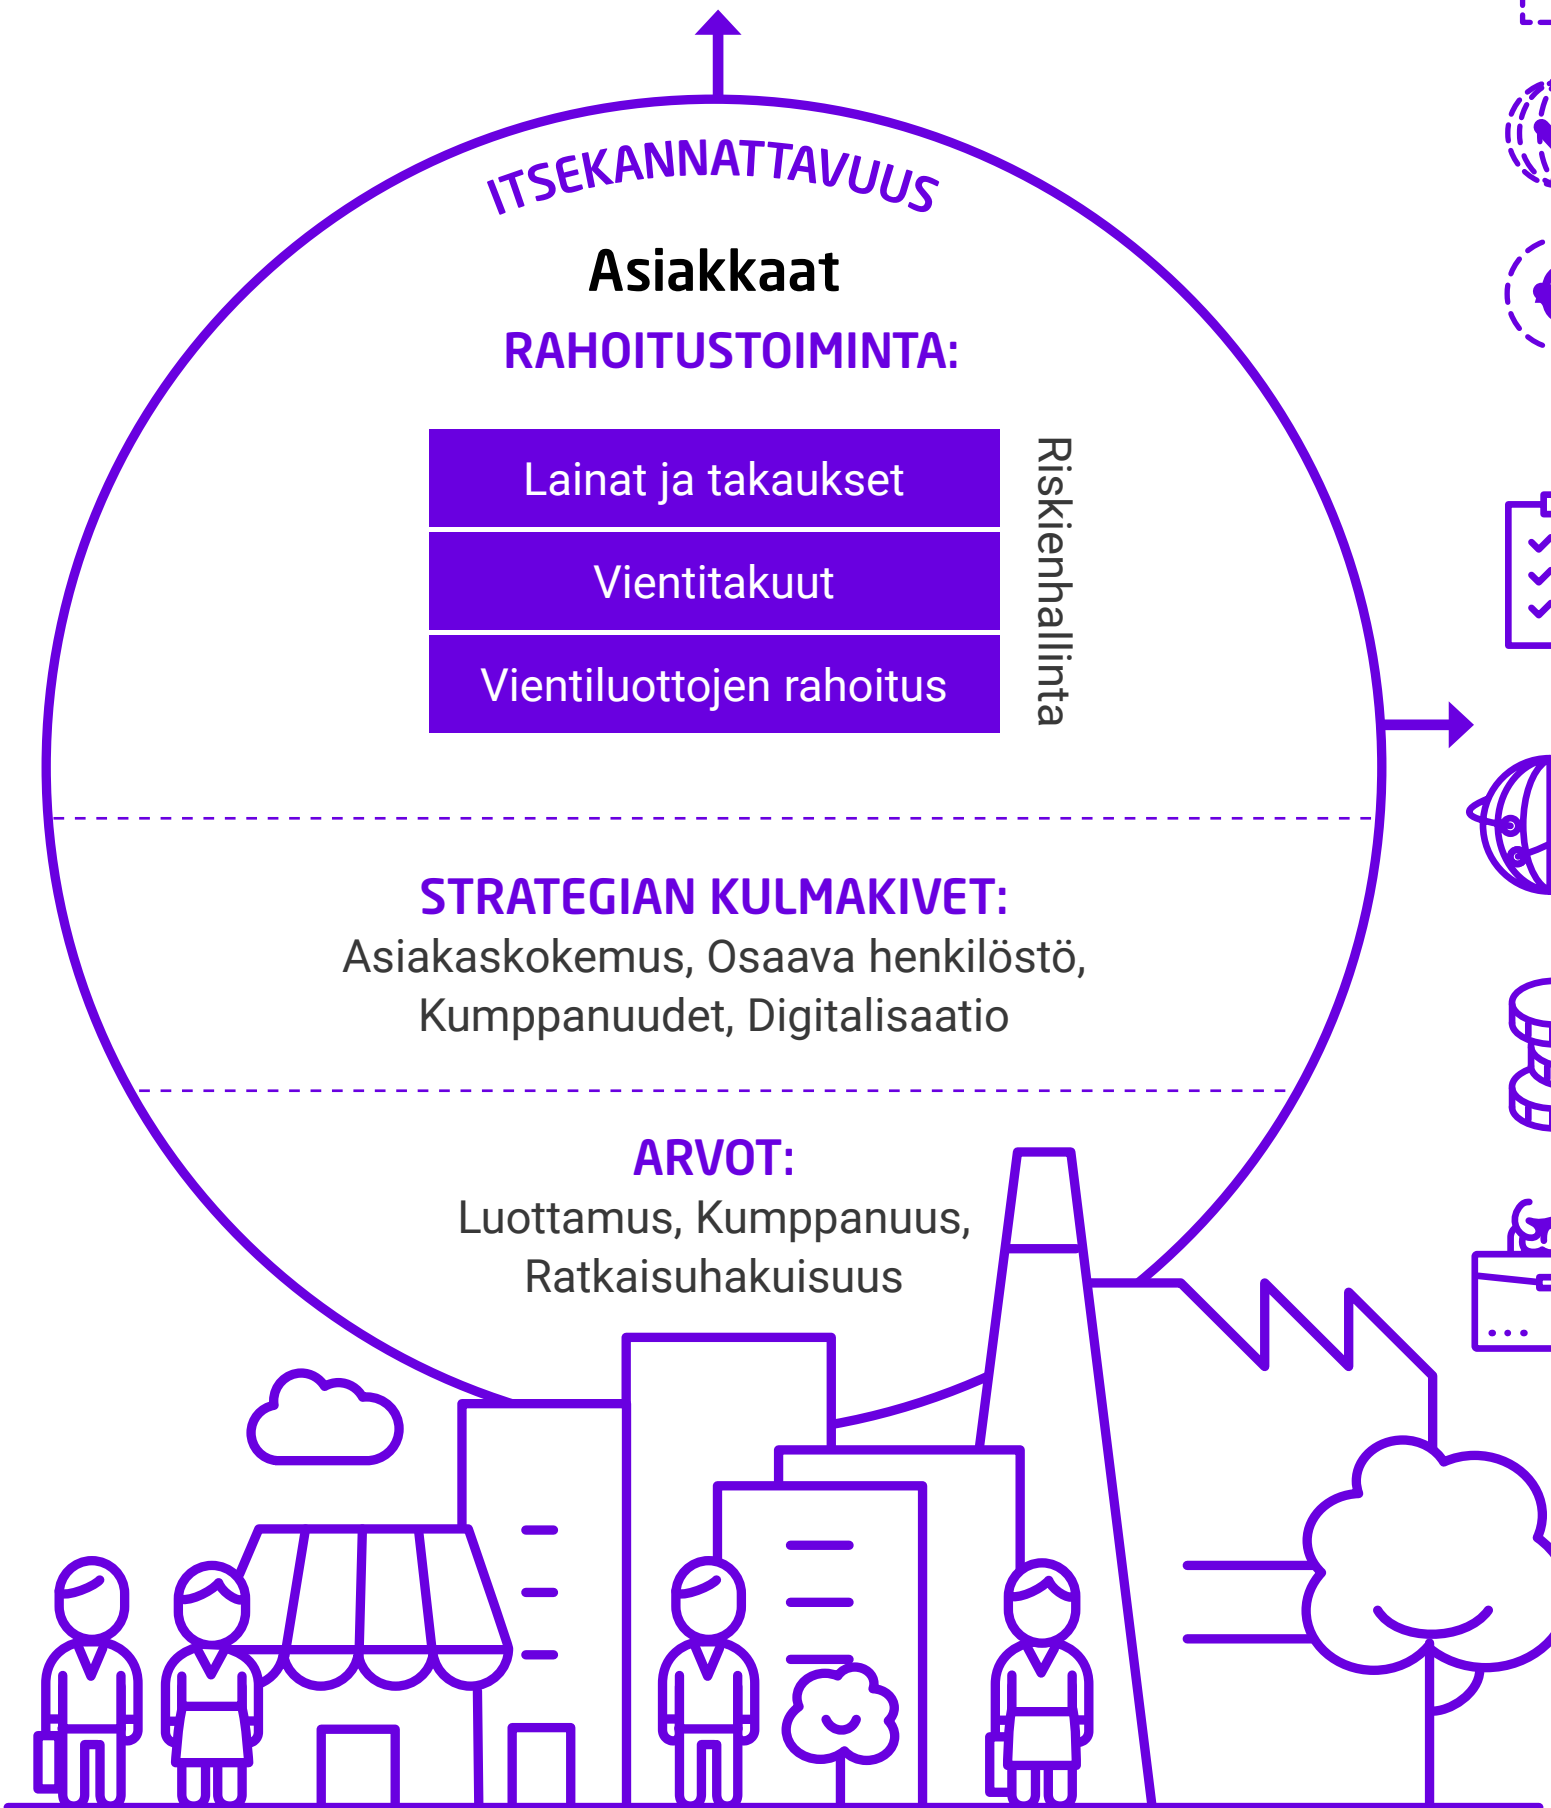 ITSEKANNATTAVUUS
Asiakkaat
RAHOITUSTOIMINTA:
Lainat ja takaukset
Vientitakuut
Vientiluottojen rahoitus
Riskienhallinta
STRATEGIAN KULMAKIVET:
Asiakaskokemus, Osaava henkilöstö,
Kumppanuudet, Digitalisaatio
ARVOT:
Luottamus, Kumppanuus,
Ratkaisuhakuisuus